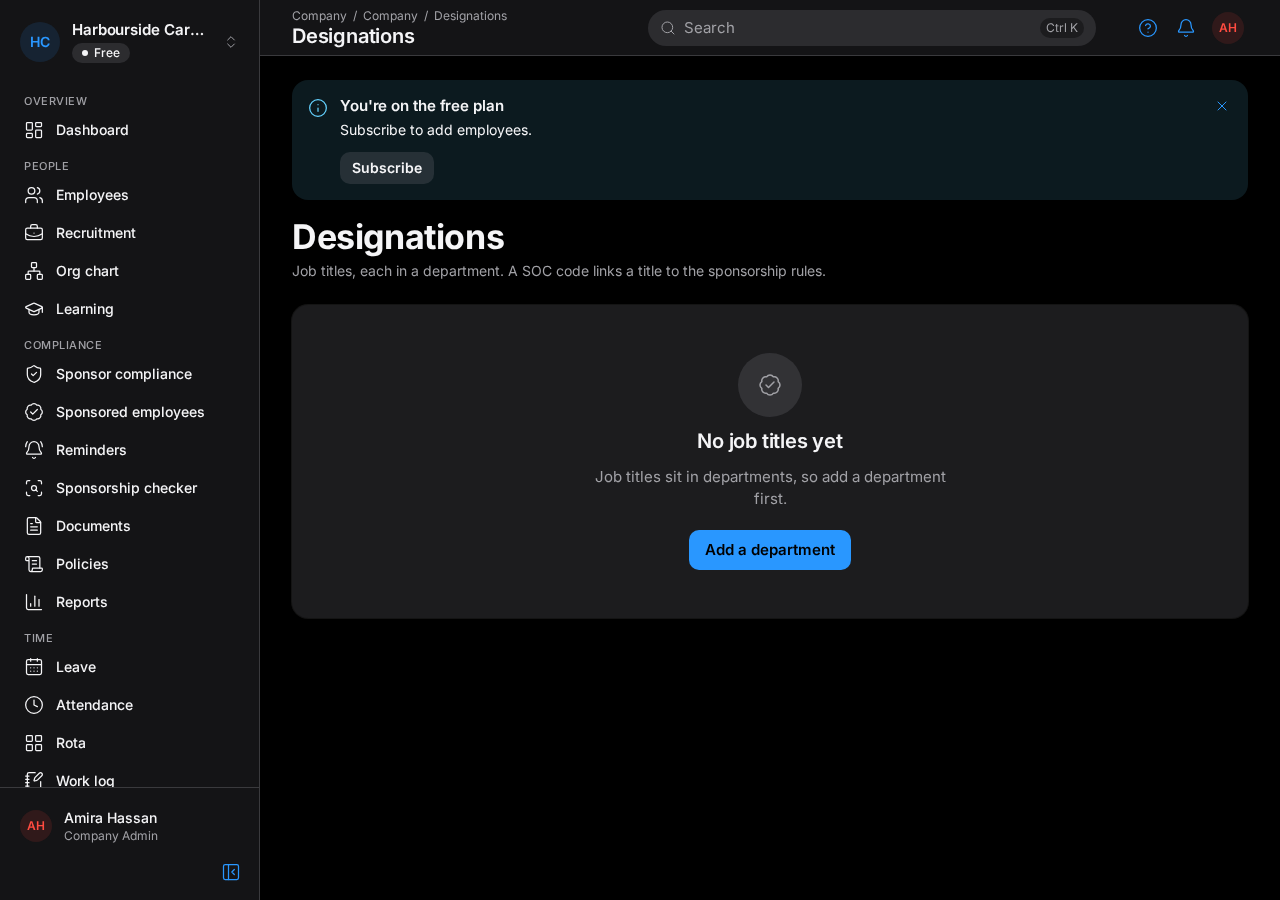 HC
Harbourside Car...
Free
OVERVIEW
Dashboard
PEOPLE
Employees
Recruitment
Org chart
Learning
COMPLIANCE
Sponsor compliance
Sponsored employees
Reminders
Sponsorship checker
Documents
Policies
Reports
TIME
Leave
Attendance
Rota
Work log
AH
Amira Hassan
Company Admin
Company / Company / Designations
Designations
Search
Ctrl K
AH
You're on the free plan
Subscribe to add employees.
Subscribe
Designations
Job titles, each in a department. A SOC code links a title to the sponsorship rules.
No job titles yet
Job titles sit in departments, so add a department
first.
Add a department